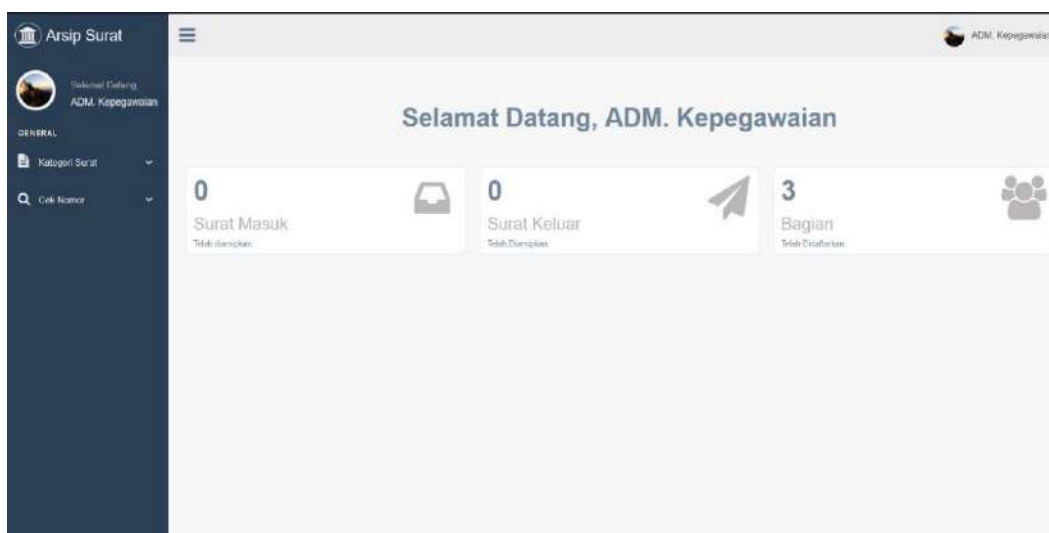 Arsip Surat
ADM. Kepegawaian
Selamat Datang
ADM. Kepegawaian
GENERAL
Kategori Surat
Cek Nomor
Selamat Datang, ADM. Kepegawaian
0
Surat Masuk
Telah diarsipkan
0
Surat Keluar
Telah Diarsipkan
3
Bagian
Telah Didaftarkan